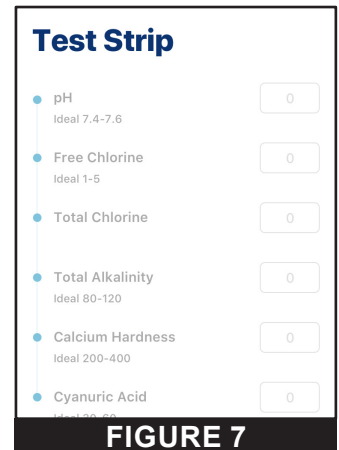 Test Strip
pH
0
Ideal 7.4-7.6
Free Chlorine
0
Ideal 1-5
Total Chlorine
0
Total Alkalinity
0
Ideal 80-120
Calcium Hardness
0
Ideal 200-400
Cyanuric Acid
0
FIGURE 7